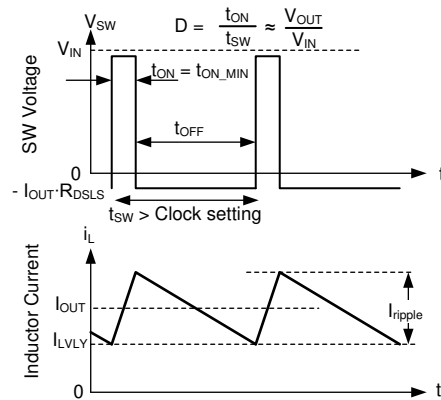 V_SW
D = t_ON / t_SW ≈ V_OUT / V_IN
V_IN
t_ON = t_ON_MIN
SW Voltage
t_OFF
0
t
- I_OUT·R_DSLS
t_SW > Clock setting
i_L
Inductor Current
I_OUT
I_ripple
I_LVLY
0
t